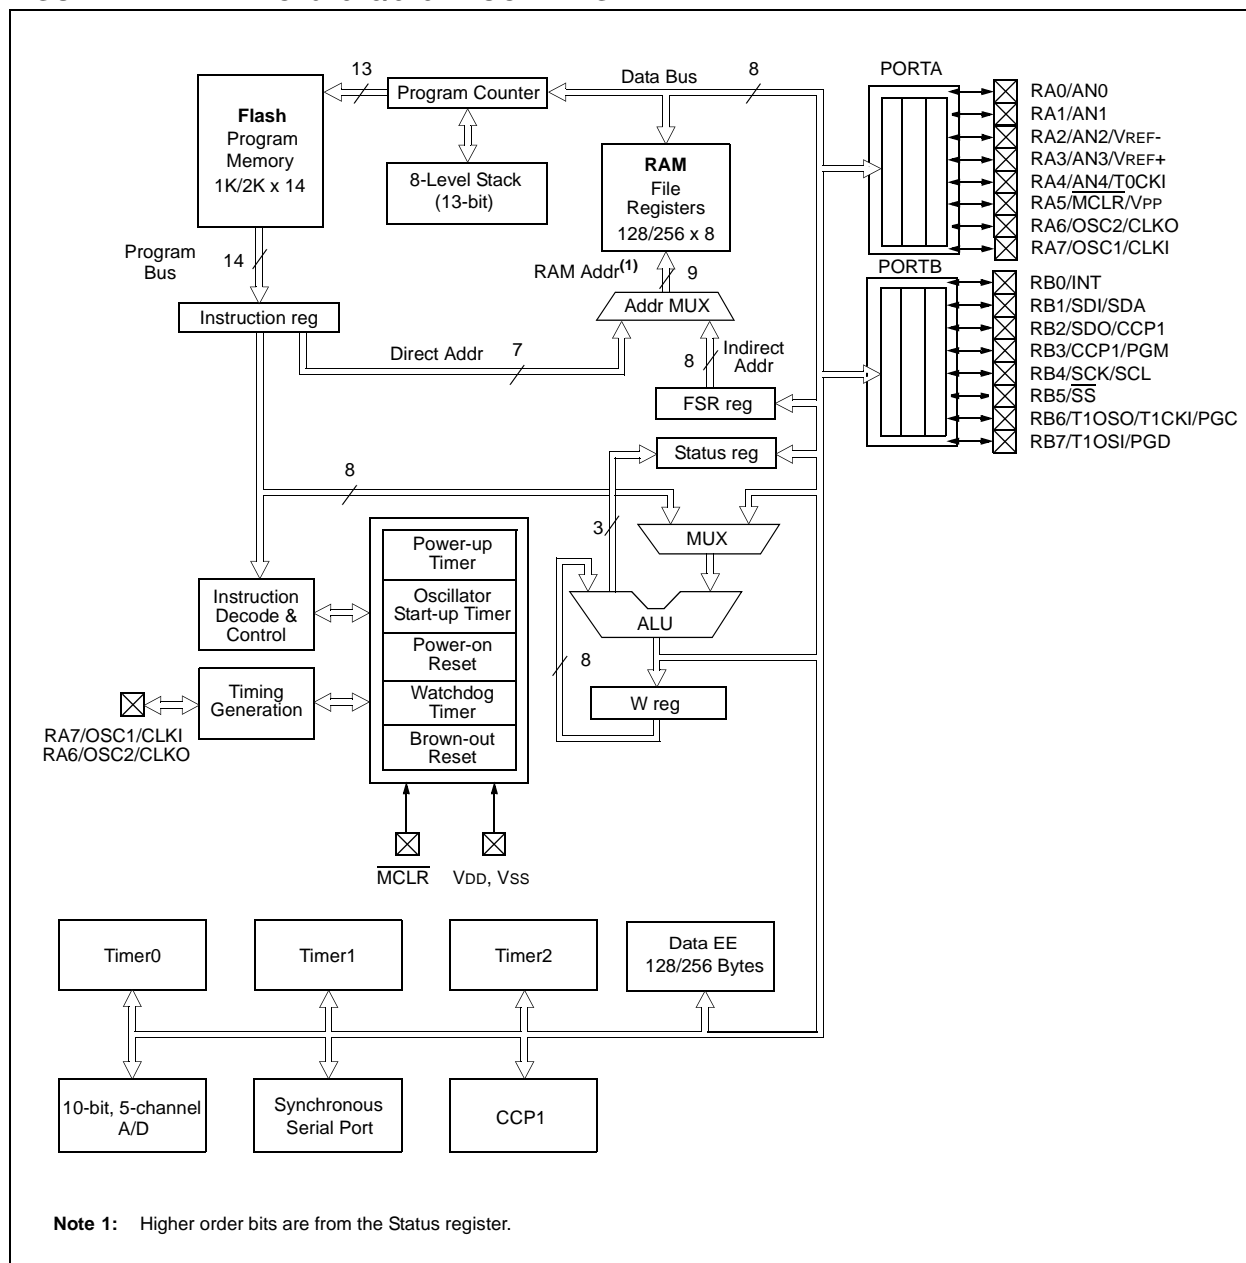 13
Data Bus
8
PORTA
Program Counter
Flash
Program
Memory
1K/2K x 14
8-Level Stack
(13-bit)
RAM
File
Registers
128/256 x 8
RA0/AN0
RA1/AN1
RA2/AN2/VREF-
RA3/AN3/VREF+
RA4/AN4/T0CKI
RA5/MCLR/VPP
RA6/OSC2/CLKO
RA7/OSC1/CLKI
Program
Bus
14
RAM Addr(1)
9
PORTB
Addr MUX
Instruction reg
Direct Addr
7
8
Indirect
Addr
FSR reg
RB0/INT
RB1/SDI/SDA
RB2/SDO/CCP1
RB3/CCP1/PGM
RB4/SCK/SCL
RB5/SS
RB6/T1OSO/T1CKI/PGC
RB7/T1OSI/PGD
Status reg
8
3
MUX
Power-up
Timer
Oscillator
Start-up Timer
Power-on
Reset
Watchdog
Timer
Brown-out
Reset
Instruction
Decode &
Control
ALU
8
W reg
Timing
Generation
RA7/OSC1/CLKI
RA6/OSC2/CLKO
MCLR
VDD, VSS
Timer0
Timer1
Timer2
Data EE
128/256 Bytes
10-bit, 5-channel
A/D
Synchronous
Serial Port
CCP1
Note 1: Higher order bits are from the Status register.